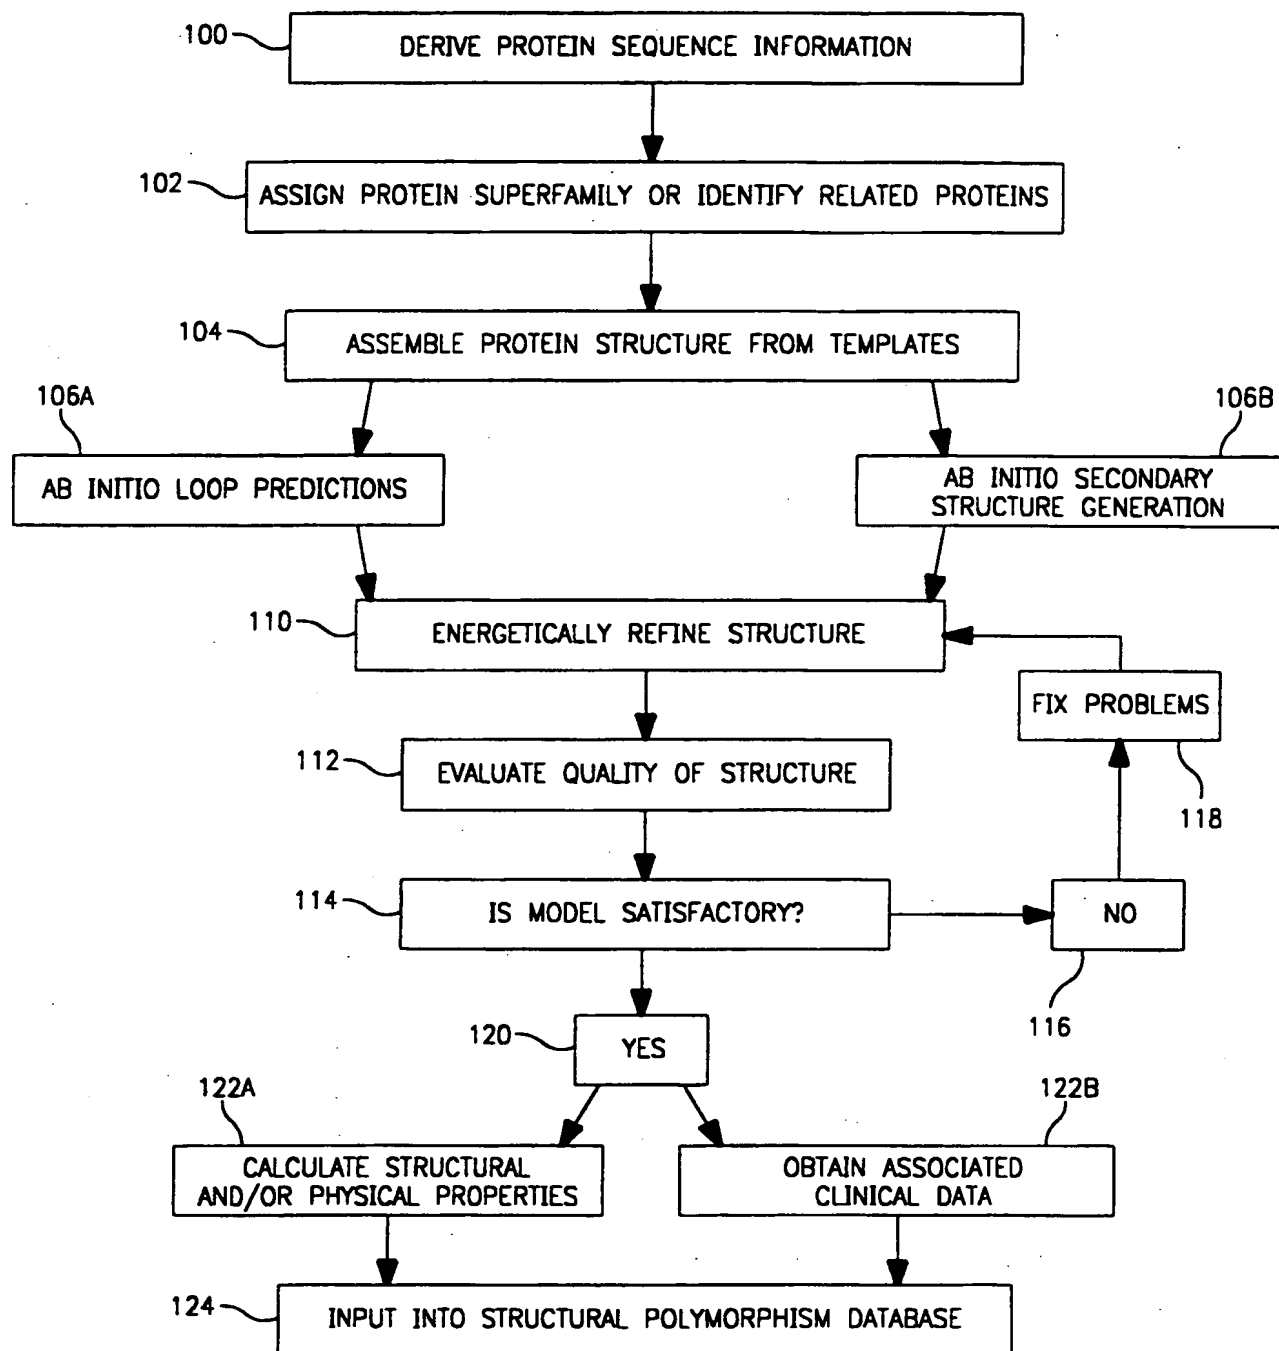 100
DERIVE PROTEIN SEQUENCE INFORMATION
102
ASSIGN PROTEIN SUPERFAMILY OR IDENTIFY RELATED PROTEINS
104
ASSEMBLE PROTEIN STRUCTURE FROM TEMPLATES
106A
106B
AB INITIO LOOP PREDICTIONS
AB INITIO SECONDARY
STRUCTURE GENERATION
110
ENERGETICALLY REFINE STRUCTURE
FIX PROBLEMS
118
112
EVALUATE QUALITY OF STRUCTURE
114
IS MODEL SATISFACTORY?
NO
116
120
YES
122A
122B
CALCULATE STRUCTURAL
AND/OR PHYSICAL PROPERTIES
OBTAIN ASSOCIATED
CLINICAL DATA
124
INPUT INTO STRUCTURAL POLYMORPHISM DATABASE